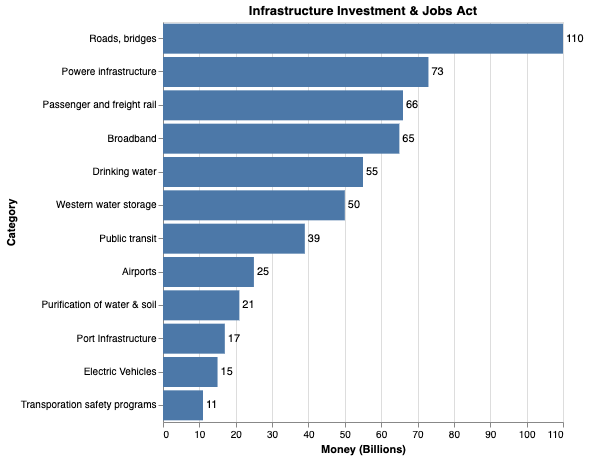 Infrastructure Investment & Jobs Act
Category
Roads, bridges 110
Powere infrastructure 73
Passenger and freight rail 66
Broadband 65
Drinking water 55
Western water storage 50
Public transit 39
Airports 25
Purification of water & soil 21
Port Infrastructure 17
Electric Vehicles 15
Transporation safety programs 11
0 10 20 30 40 50 60 70 80 90 100 110
Money (Billions)